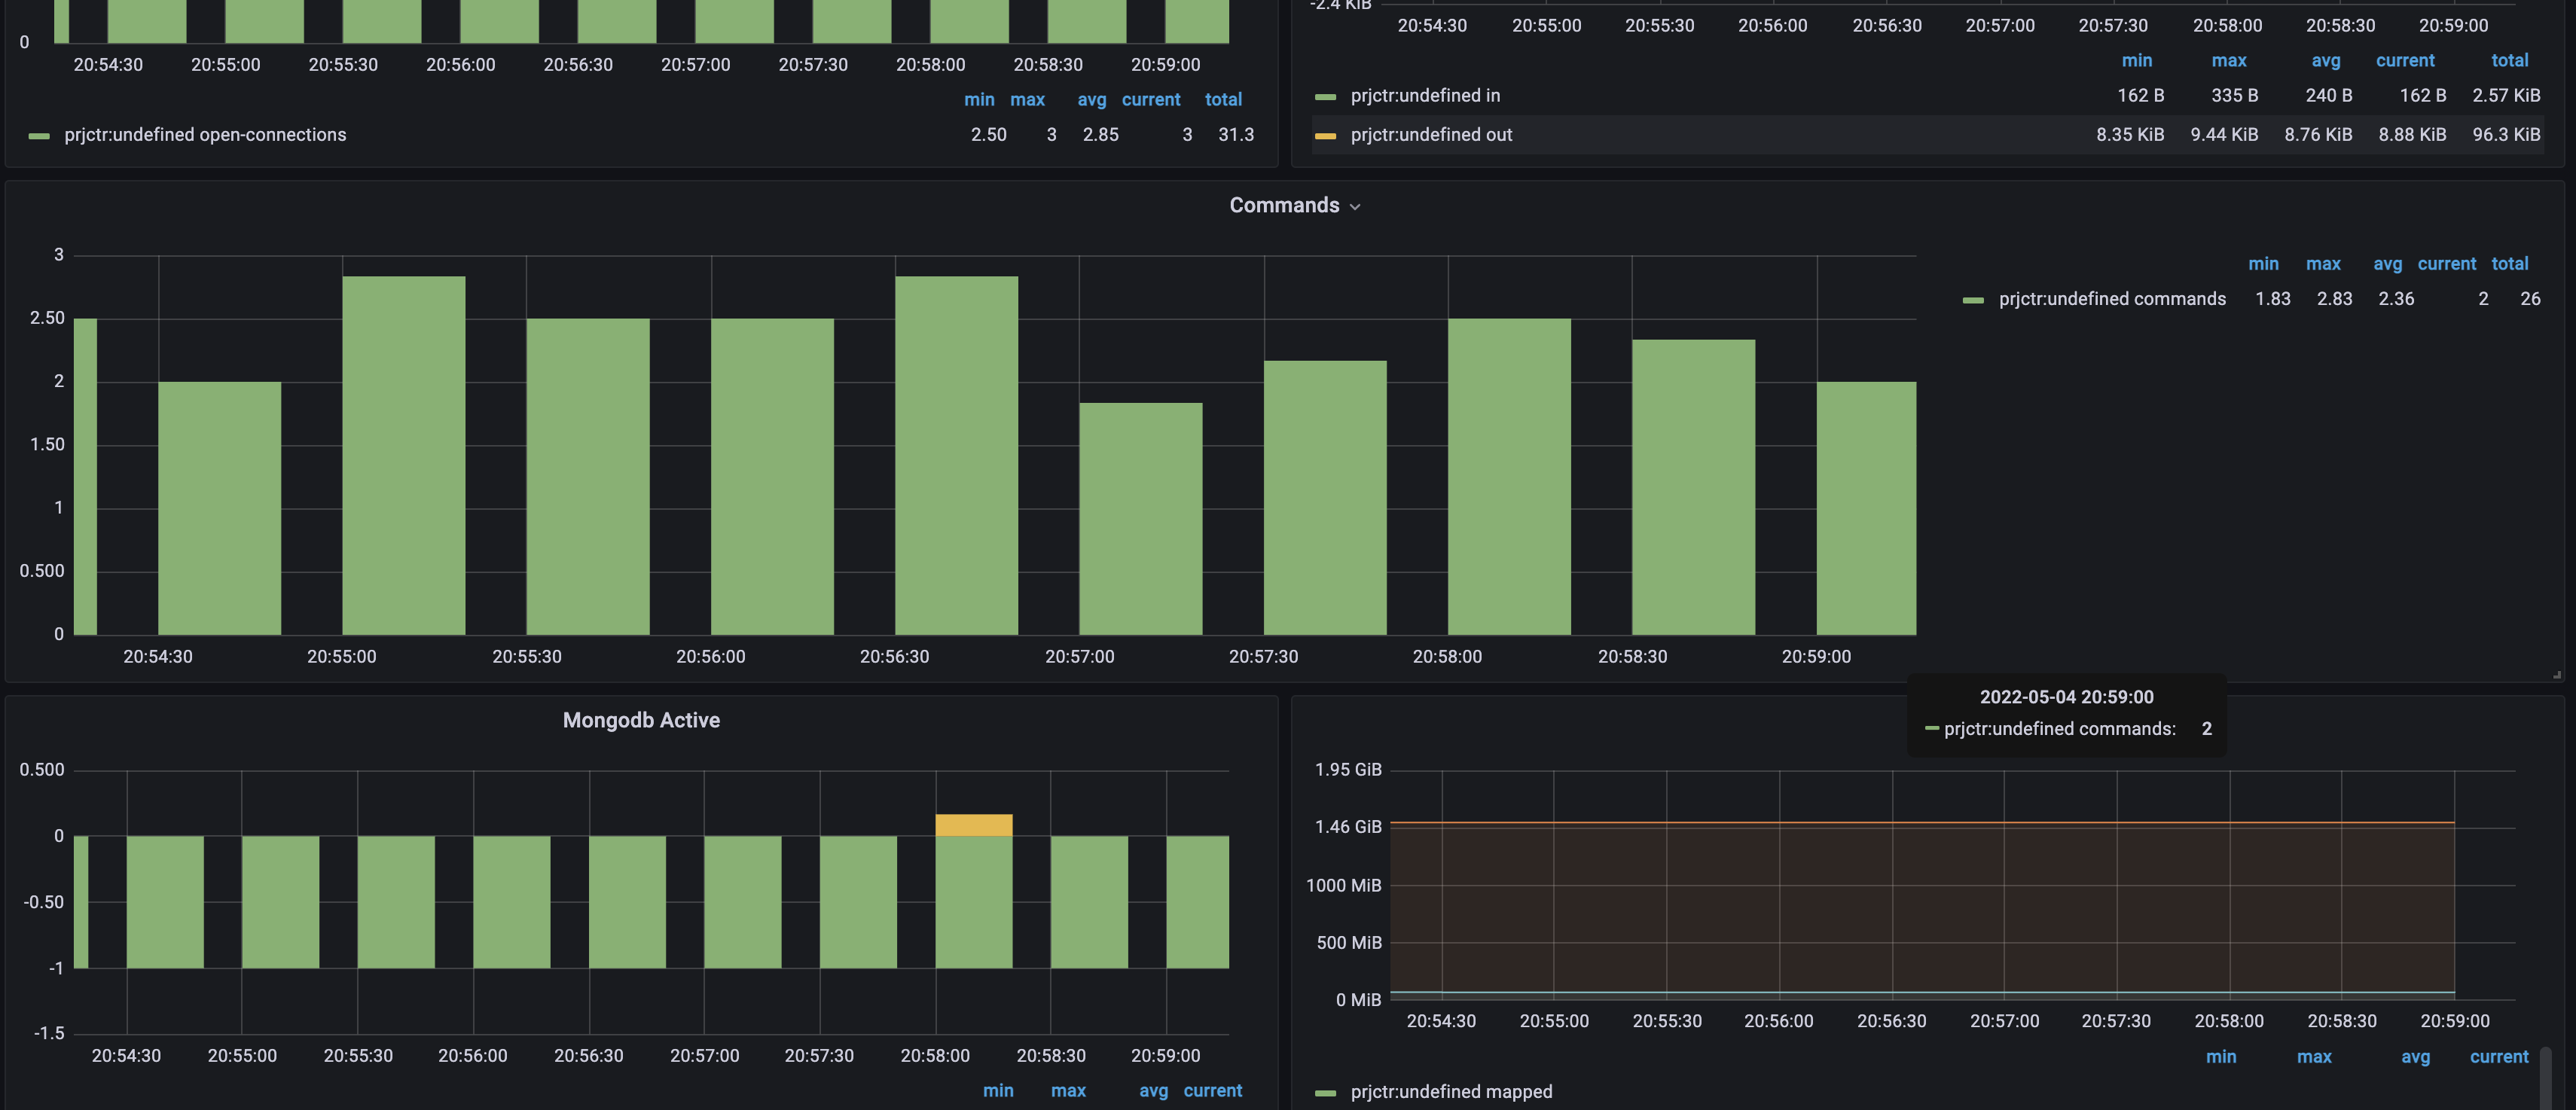 0
20:54:30 20:55:00 20:55:30 20:56:00 20:56:30 20:57:00 20:57:30 20:58:00 20:58:30 20:59:00
min max avg current total
prjctr:undefined open-connections 2.50 3 2.85 3 31.3
-2.4 KiB
20:54:30 20:55:00 20:55:30 20:56:00 20:56:30 20:57:00 20:57:30 20:58:00 20:58:30 20:59:00
min max avg current total
prjctr:undefined in 162 B 335 B 240 B 162 B 2.57 KiB
prjctr:undefined out 8.35 KiB 9.44 KiB 8.76 KiB 8.88 KiB 96.3 KiB
Commands
3
2.50
2
1.50
1
0.500
0
20:54:30 20:55:00 20:55:30 20:56:00 20:56:30 20:57:00 20:57:30 20:58:00 20:58:30 20:59:00
min max avg current total
prjctr:undefined commands 1.83 2.83 2.36 2 26
Mongodb Active
0.500
0
-0.50
-1
-1.5
20:54:30 20:55:00 20:55:30 20:56:00 20:56:30 20:57:00 20:57:30 20:58:00 20:58:30 20:59:00
min max avg current
2022-05-04 20:59:00
prjctr:undefined commands: 2
1.95 GiB
1.46 GiB
1000 MiB
500 MiB
0 MiB
20:54:30 20:55:00 20:55:30 20:56:00 20:56:30 20:57:00 20:57:30 20:58:00 20:58:30 20:59:00
min max avg current
prjctr:undefined mapped